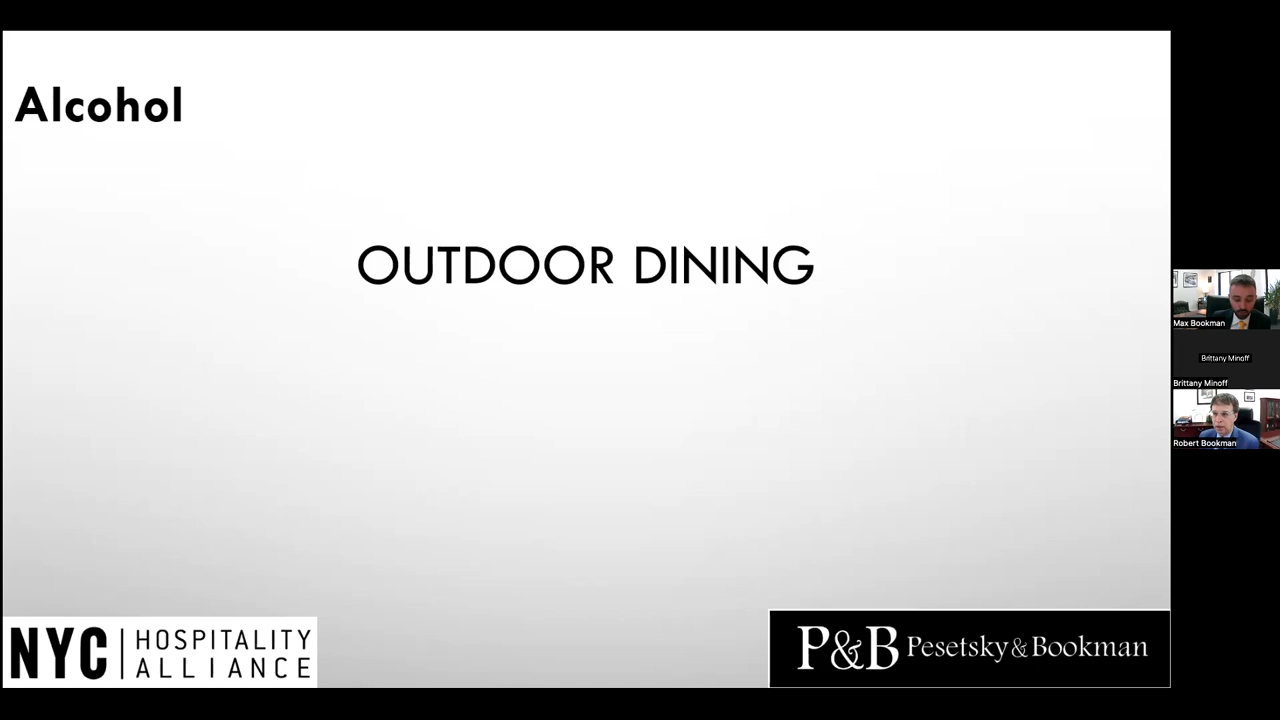 Alcohol
OUTDOOR DINING
Max Bookman
Brittany Minoff
Brittany Minoff
Robert Bookman
NYC HOSPITALITY
ALLIANCE
P&B Pesetsky & Bookman